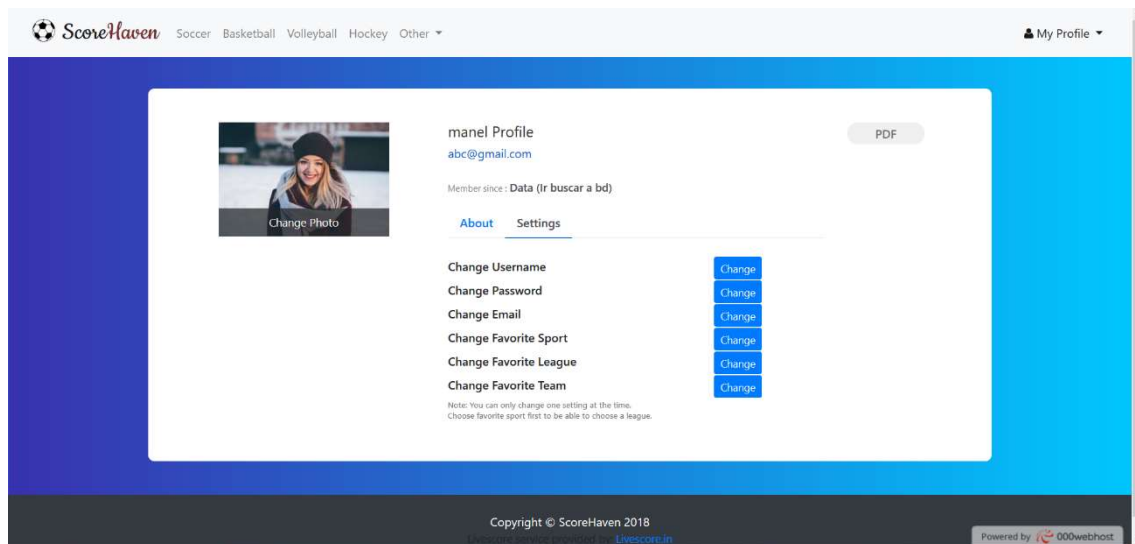 ScoreHaven Soccer Basketball Volleyball Hockey Other My Profile
manel Profile
PDF
abc@gmail.com
Member since : Data (Ir buscar a bd)
Change Photo
About Settings
Change Username Change
Change Password Change
Change Email Change
Change Favorite Sport Change
Change Favorite League Change
Change Favorite Team Change
Note: You can only change one setting at the time.
Choose favorite sport first to be able to choose a league.
Copyright © ScoreHaven 2018
Livescore service provided by Livescore.in
Powered by 000webhost